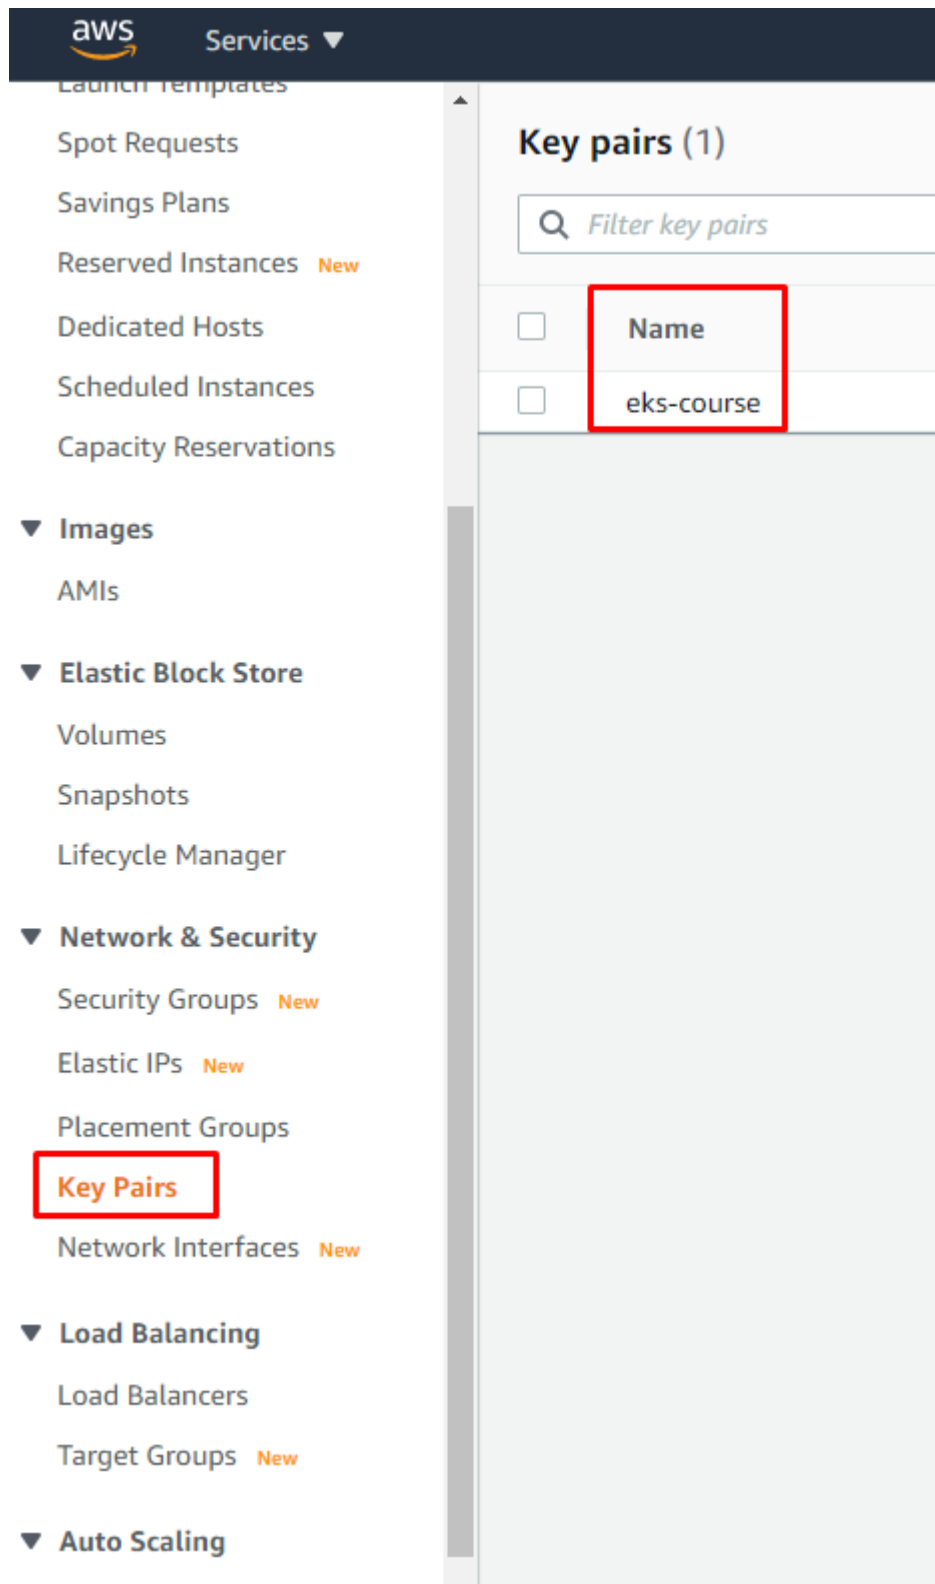 aws
Services
Launch Templates
Spot Requests
Savings Plans
Reserved Instances New
Dedicated Hosts
Scheduled Instances
Capacity Reservations
Images
AMIs
Elastic Block Store
Volumes
Snapshots
Lifecycle Manager
Network & Security
Security Groups New
Elastic IPs New
Placement Groups
Key Pairs
Network Interfaces New
Load Balancing
Load Balancers
Target Groups New
Auto Scaling
Key pairs (1)
Filter key pairs
Name
eks-course